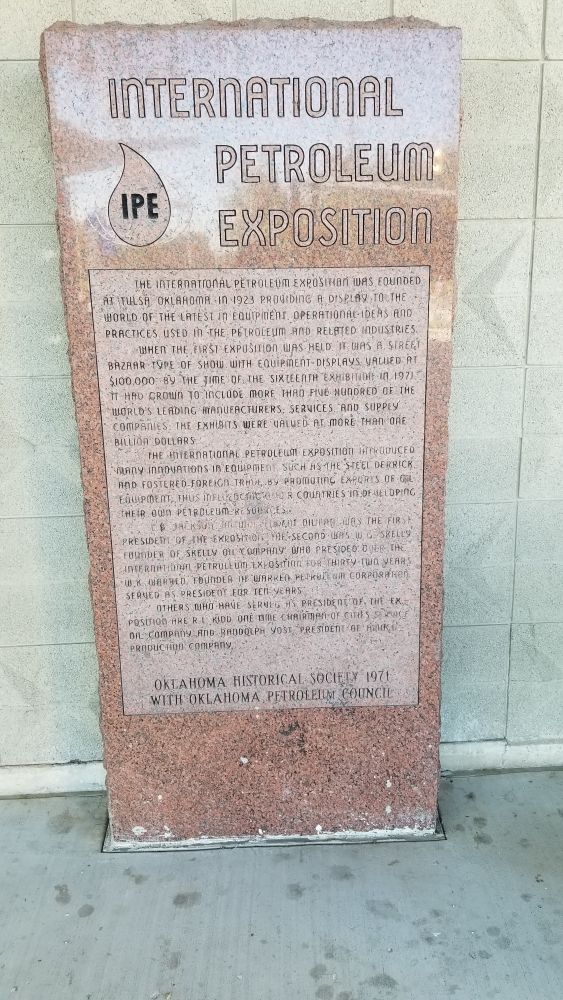 INTERNATIONAL
PETROLEUM
IPE
EXPOSITION
THE INTERNATIONAL PETROLEUM EXPOSITION WAS FOUNDED
AT TULSA, OKLAHOMA, IN 1923 PROVIDING A DISPLAY TO THE
WORLD OF THE LATEST IN EQUIPMENT, OPERATIONAL IDEAS AND
PRACTICES USED IN THE PETROLEUM AND RELATED INDUSTRIES.
WHEN THE FIRST EXPOSITION WAS HELD IT WAS A STREET
BAZAAR TYPE OF SHOW WITH EQUIPMENT DISPLAYS VALUED AT
$100,000. BY THE TIME OF THE SIXTEENTH EXHIBITION IN 1971,
IT HAD GROWN TO INCLUDE MORE THAN FIVE HUNDRED OF THE
WORLD'S LEADING MANUFACTURERS, SERVICES AND SUPPLY
COMPANIES. THE EXHIBITS WERE VALUED AT MORE THAN ONE
BILLION DOLLARS.
THE INTERNATIONAL PETROLEUM EXPOSITION INTRODUCED
MANY INNOVATIONS IN EQUIPMENT, SUCH AS THE STEEL DERRICK,
AND FOSTERED FOREIGN TRADE BY PROMOTING EXPORTS OF OIL
EQUIPMENT, THUS COUNTRIES IN DEVELOPING
THEIR OWN PETROLEUM RESOURCES.
JACKSON, OILMAN, WAS THE FIRST
PRESIDENT OF THE EXPOSITION. THE SECOND WAS W. G. SKELLY,
FOUNDER OF SKELLY OIL COMPANY, WHO PRESIDED OVER THE
INTERNATIONAL PETROLEUM EXPOSITION FOR THIRTY-TWO YEARS.
W.K. WARREN, FOUNDER OF WARREN PETROLEUM CORPORATION,
SERVED AS PRESIDENT FOR TEN YEARS.
OTHERS WHO HAVE SERVED AS PRESIDENT OF THE EX-
POSITION ARE R.L. KIDD, ONE TIME CHAIRMAN OF CITIES SERVICE
OIL COMPANY, AND RANDOLPH YOST, PRESIDENT OF
PRODUCTION COMPANY.
OKLAHOMA HISTORICAL SOCIETY 1971
WITH OKLAHOMA PETROLEUM COUNCIL